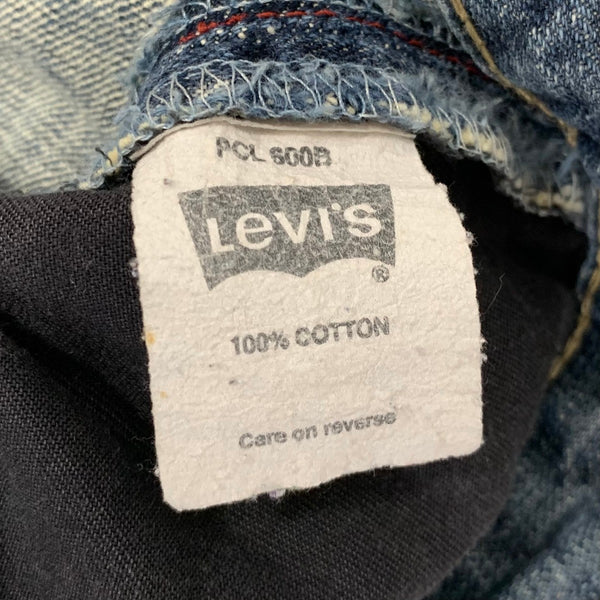 PCL 600B
Levi's
®
100% COTTON
Care on reverse